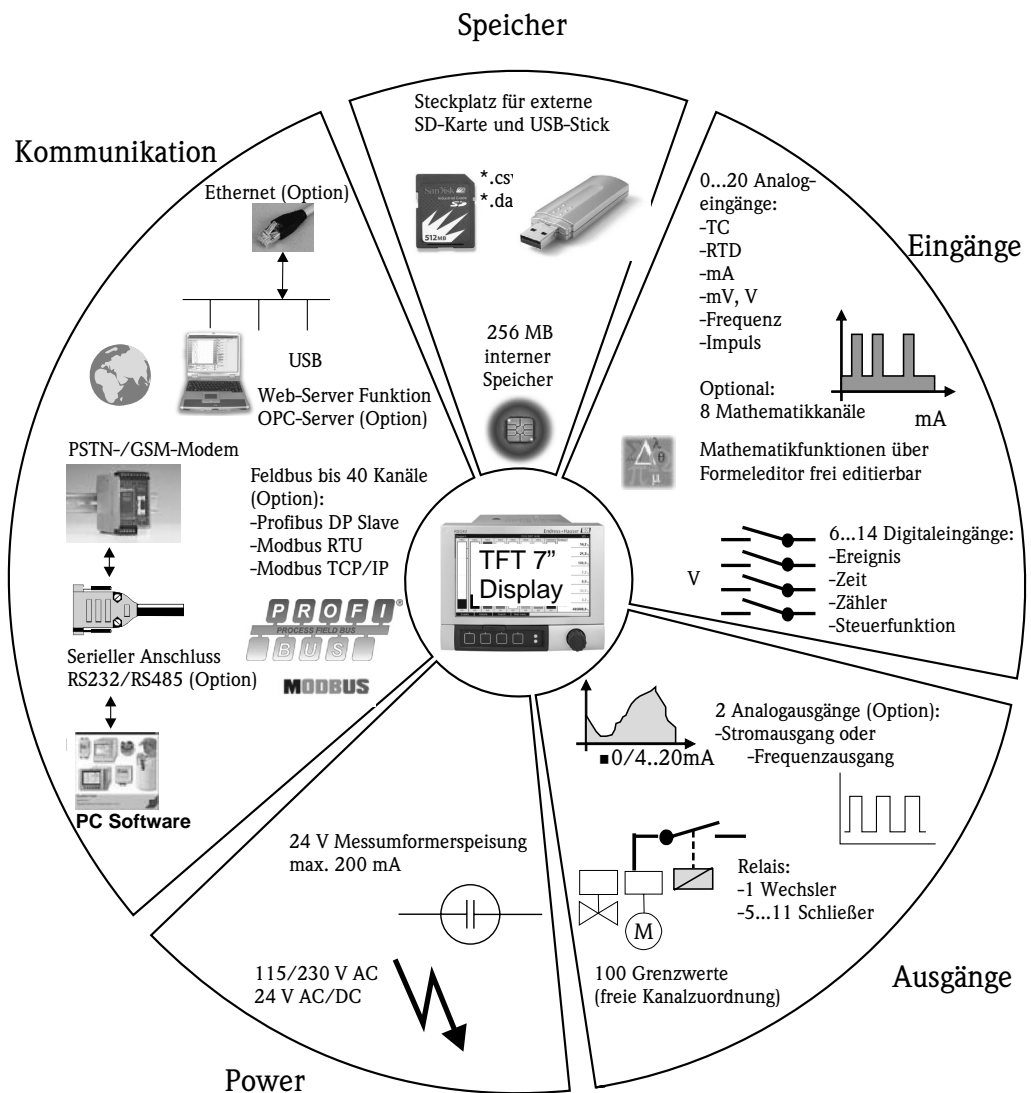 Speicher
Steckplatz für externe
SD-Karte und USB-Stick
SanDisk
SD
512MB
*.cs
*.da
256 MB
interner
Speicher
Kommunikation
Ethernet (Option)
USB
Web-Server Funktion
OPC-Server (Option)
PSTN-/GSM-Modem
Feldbus bis 40 Kanäle
(Option):
-Profibus DP Slave
-Modbus RTU
-Modbus TCP/IP
PROFI®
PROCESS FIELD BUS
BUS
MODBUS
Serieller Anschluss
RS232/RS485 (Option)
PC Software
Eingänge
0...20 Analog-
eingänge:
-TC
-RTD
-mA
-mV, V
-Frequenz
-Impuls
mA
Optional:
8 Mathematikkanäle
Mathematikfunktionen über
Formeleditor frei editierbar
6...14 Digitaleingänge:
-Ereignis
-Zeit
-Zähler
-Steuerfunktion
V
Endress+Hauser
TFT 7”
Display
Ausgänge
2 Analogausgänge (Option):
-Stromausgang oder
-Frequenzausgang
■0/4..20mA
Relais:
-1 Wechsler
-5...11 Schließer
M
100 Grenzwerte
(freie Kanalzuordnung)
Power
24 V Messumformerspeisung
max. 200 mA
115/230 V AC
24 V AC/DC